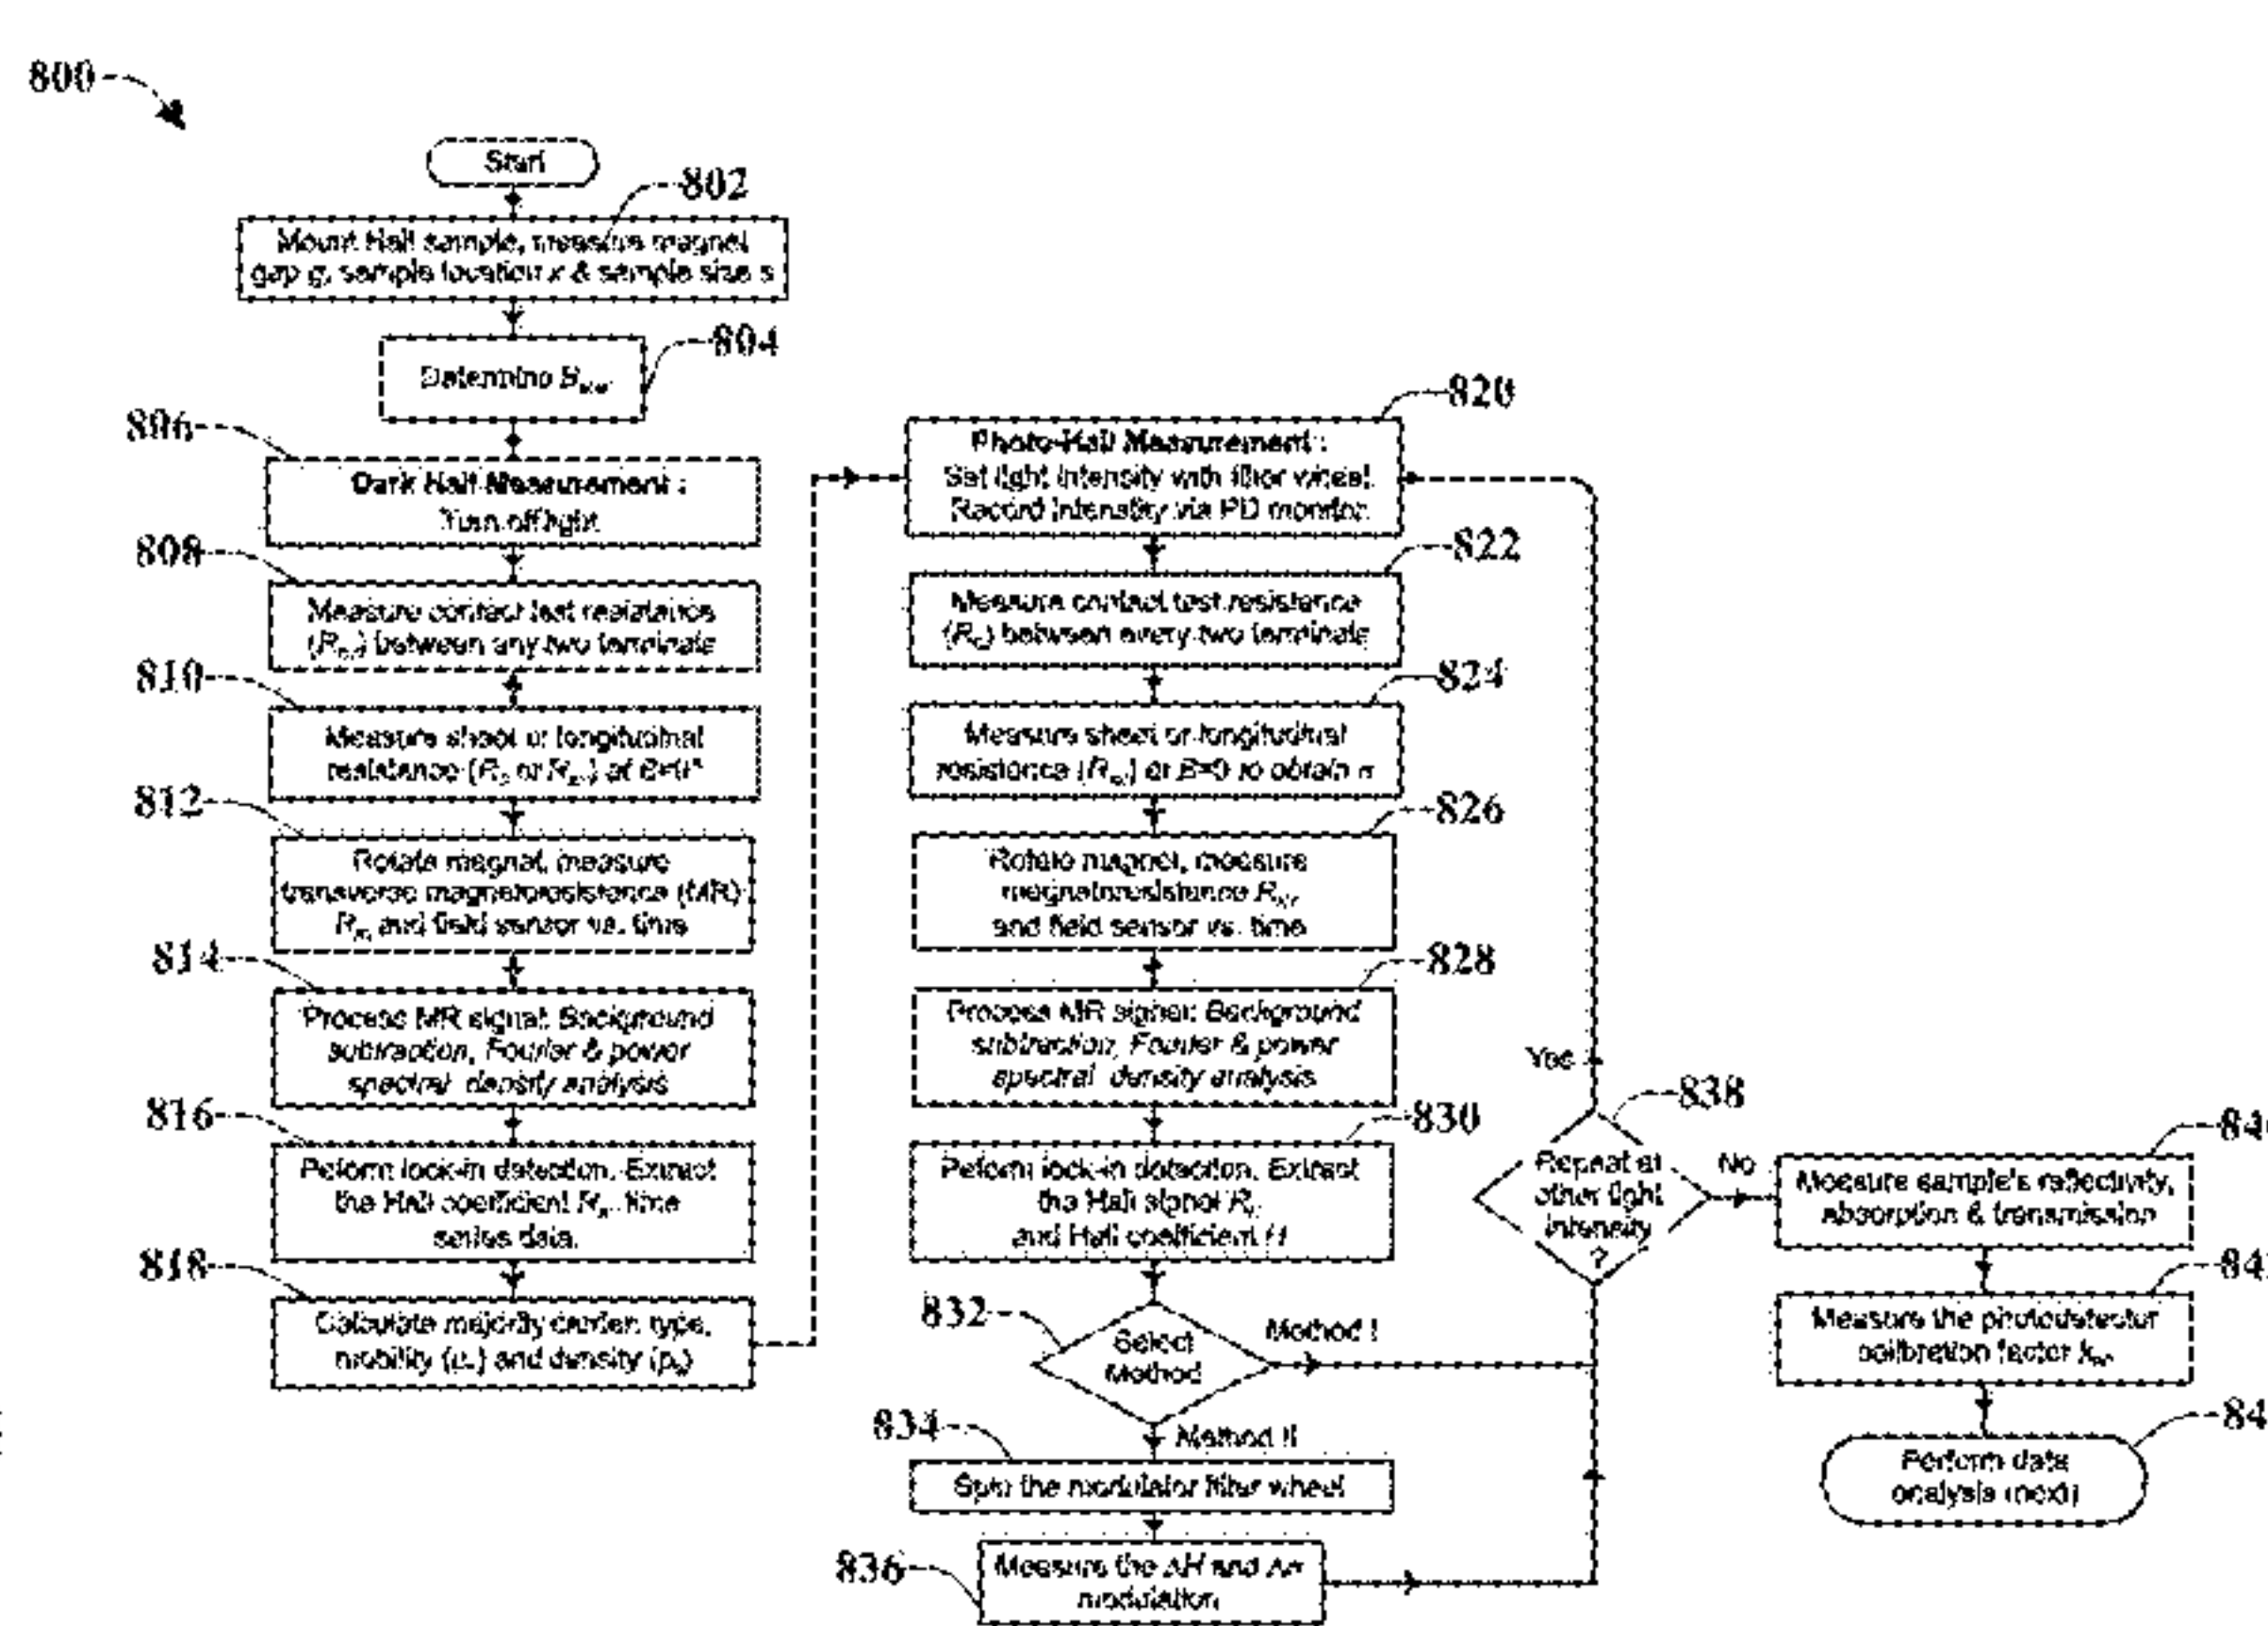 800
Start
802
Mount Hall sample, measure magnet
gap g, sample location x & sample size s
804
Determine
806
Dark Hall Measurement :
Turn off light
808
Measure contact test resistance
between any two terminals
810
Measure sheet or longitudinal
resistance
812
Rotate magnet, measure
transverse magnetoresistance (MR)
and field sensor vs. time
814
Process MR signal: Background
subtraction, Fourier & power
spectral density analysis
816
Peform lock-in detection. Extract
the Hall coefficient time
series data.
818
Calculate majority carrier: type,
mobility and density
820
Photo-Hall Measurement :
Set light intensity with filter wheel.
Record intensity via PD monitor.
822
Measure contact test resistance
between every two terminals
824
Measure sheet or longitudinal
resistance B=0 to obtain σ
826
Rotate magnet, measure
magnetoresistance
and field sensor vs. time
828
Process MR signal: Background
subtraction, Fourier & power
spectral density analysis
830
Peform lock-in detection. Extract
the Hall signal
and Hall coefficient H
832
Select
Method
Method I
Method II
834
Spin the modulator filter wheel
836
Measure the ΔH and Δσ
modulation
Yes
838
Repeat at
other light
intensity
?
No
Measure sample's reflectivity,
absorption & transmission
Measure the photodetector
calibration factor
Perform data
analysis (next)